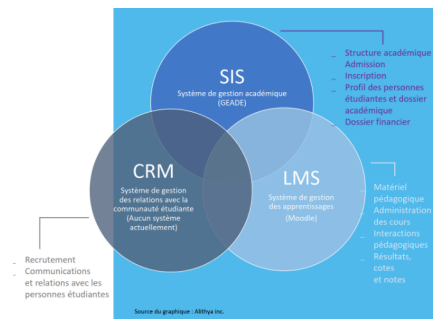 SIS
Système de gestion académique
(GEADE)
_ Structure académique
_ Admission
_ Inscription
_ Profil des personnes
étudiantes et dossier
académique
_ Dossier financier
CRM
Système de gestion
des relations avec la
communauté étudiante
(Aucun système
actuellement)
LMS
Système de gestion
des apprentissages
(Moodle)
_ Matériel
pédagogique
_ Administration
des cours
_ Interactions
pédagogiques
_ Résultats,
cotes
et notes
_ Recrutement
_ Communications
et relations avec les
personnes étudiantes
Source du graphique : Alithya inc.